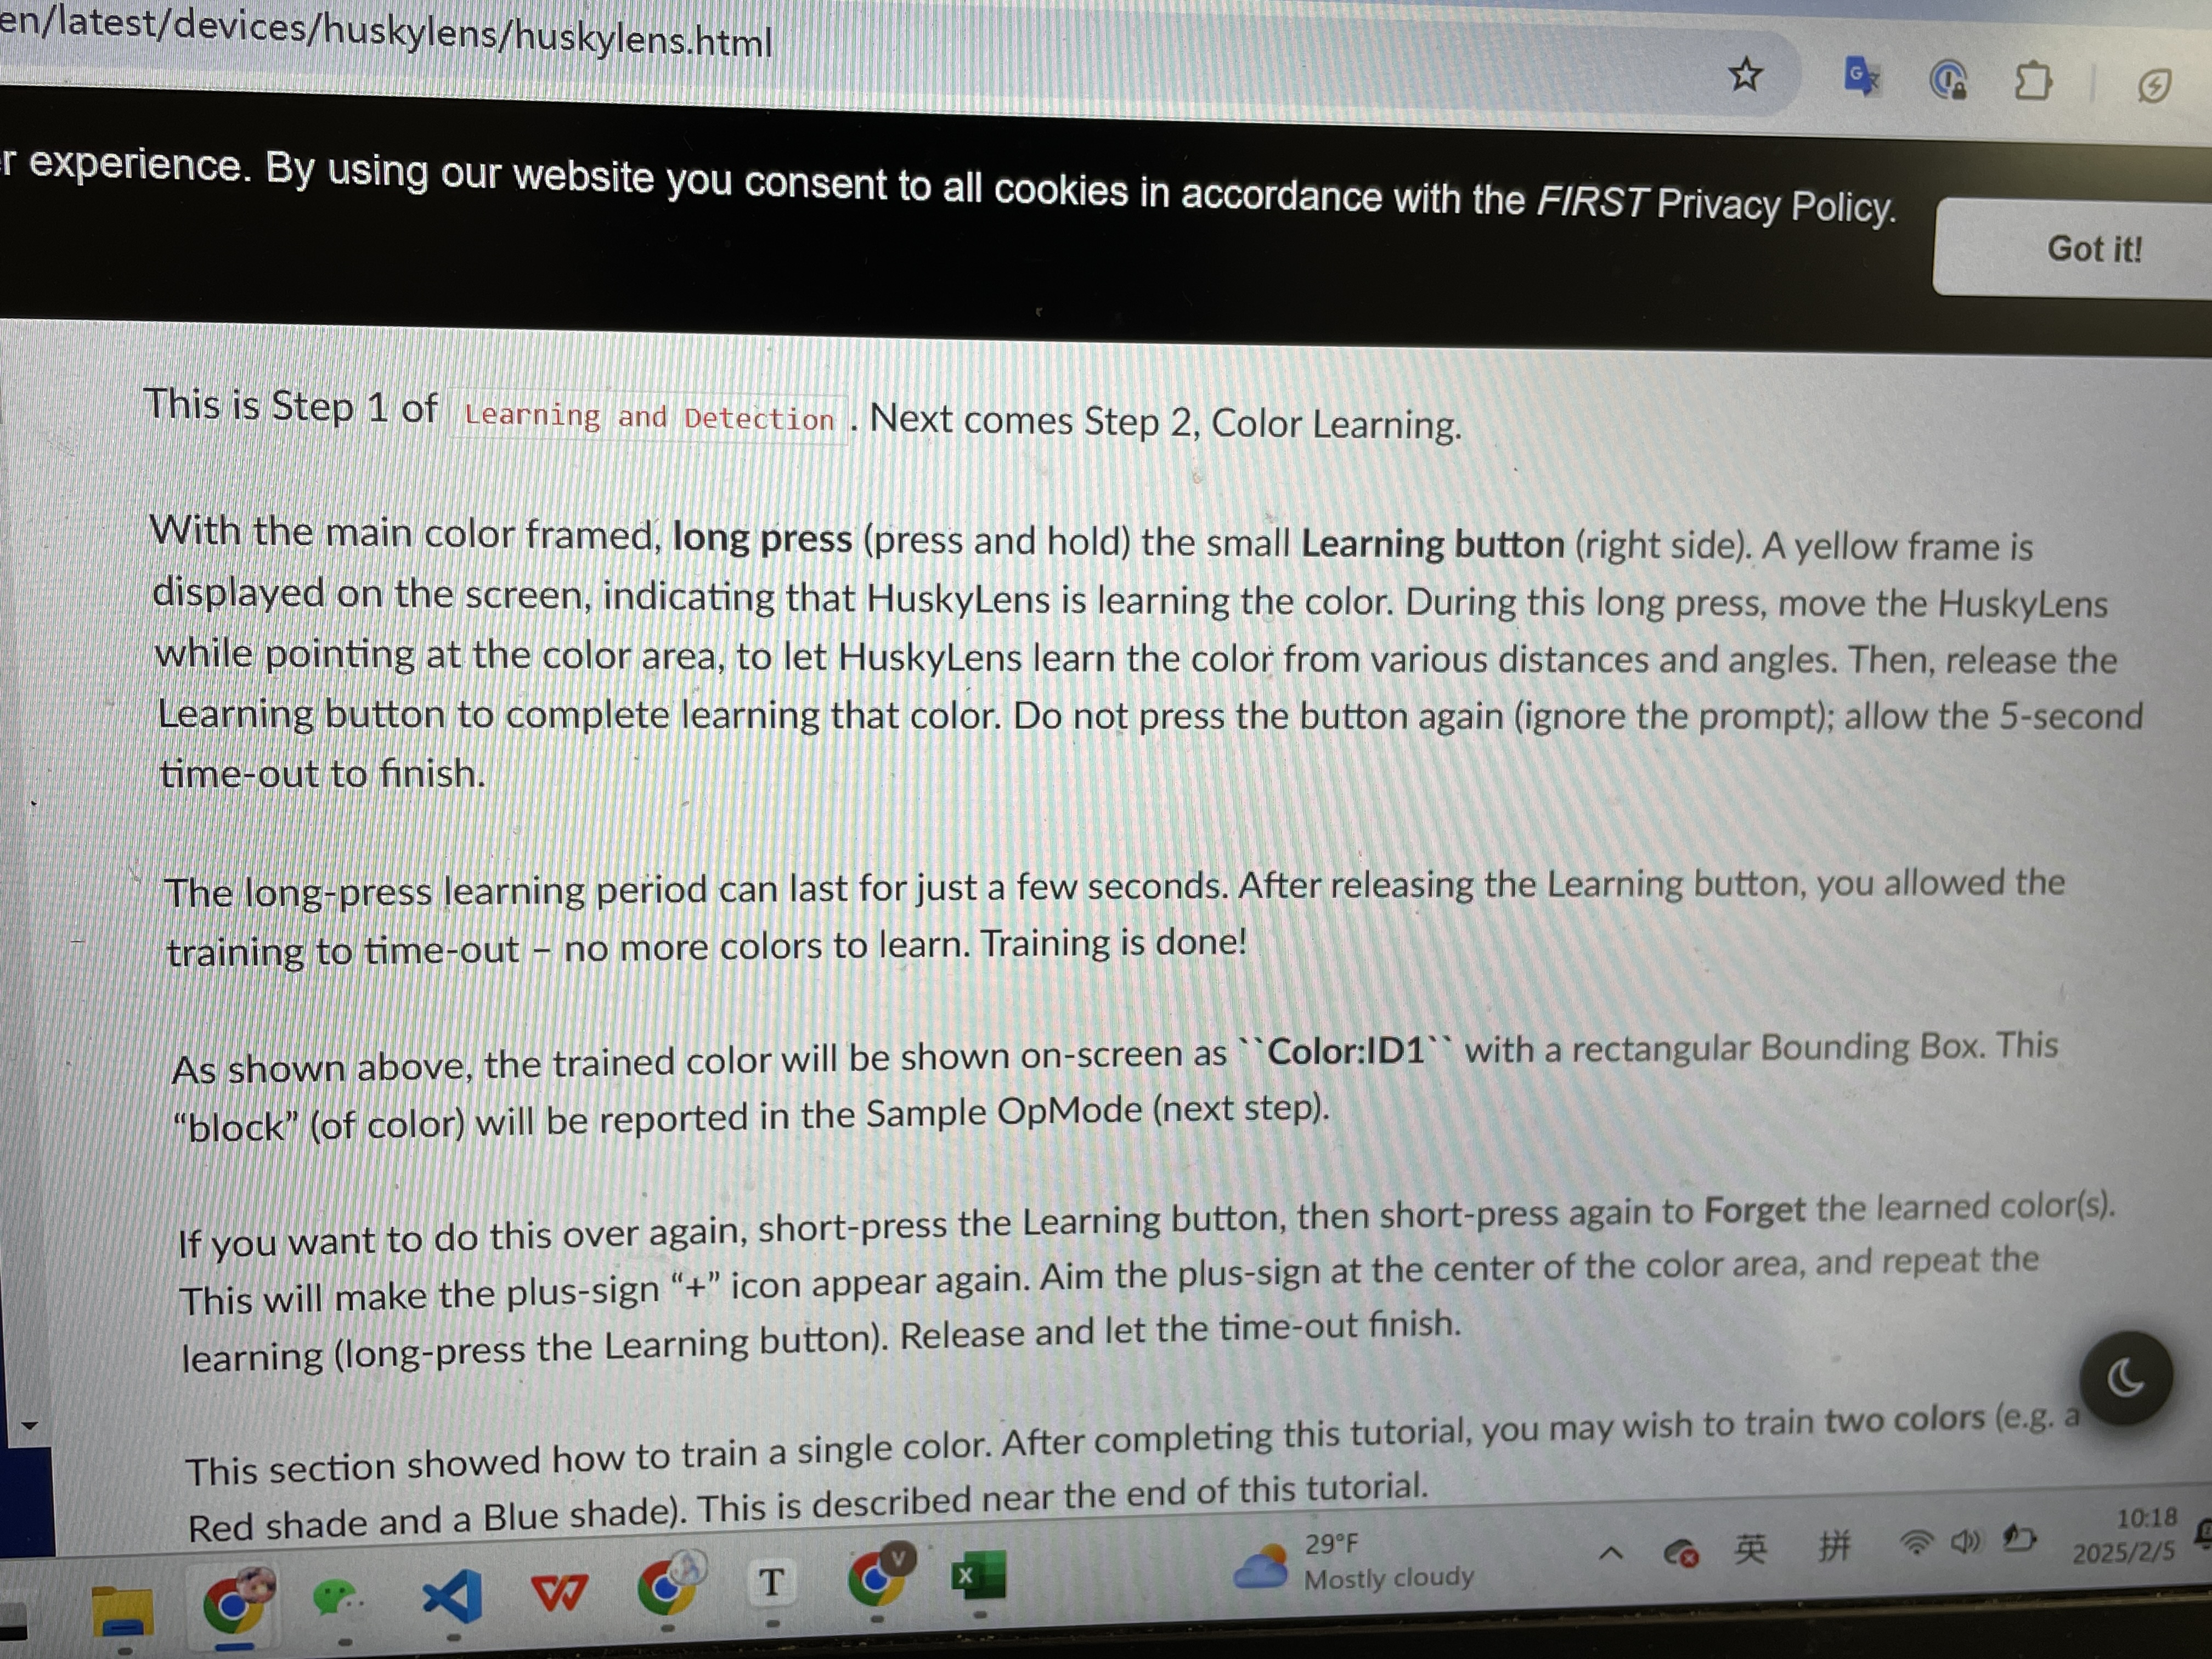 en/latest/devices/huskylens/huskylens.html
r experience. By using our website you consent to all cookies in accordance with the FIRST Privacy Policy.
Got it!
This is Step 1 of Learning and Detection . Next comes Step 2, Color Learning.
With the main color framed, long press (press and hold) the small Learning button (right side). A yellow frame is
displayed on the screen, indicating that HuskyLens is learning the color. During this long press, move the HuskyLens
while pointing at the color area, to let HuskyLens learn the color from various distances and angles. Then, release the
Learning button to complete learning that color. Do not press the button again (ignore the prompt); allow the 5-second
time-out to finish.
The long-press learning period can last for just a few seconds. After releasing the Learning button, you allowed the
training to time-out – no more colors to learn. Training is done!
As shown above, the trained color will be shown on-screen as ``Color:ID1`` with a rectangular Bounding Box. This
“block” (of color) will be reported in the Sample OpMode (next step).
If you want to do this over again, short-press the Learning button, then short-press again to Forget the learned color(s).
This will make the plus-sign “+” icon appear again. Aim the plus-sign at the center of the color area, and repeat the
learning (long-press the Learning button). Release and let the time-out finish.
This section showed how to train a single color. After completing this tutorial, you may wish to train two colors (e.g. a
Red shade and a Blue shade). This is described near the end of this tutorial.
29°F
Mostly cloudy
英 拼
10:18
2025/2/5
T
V
X